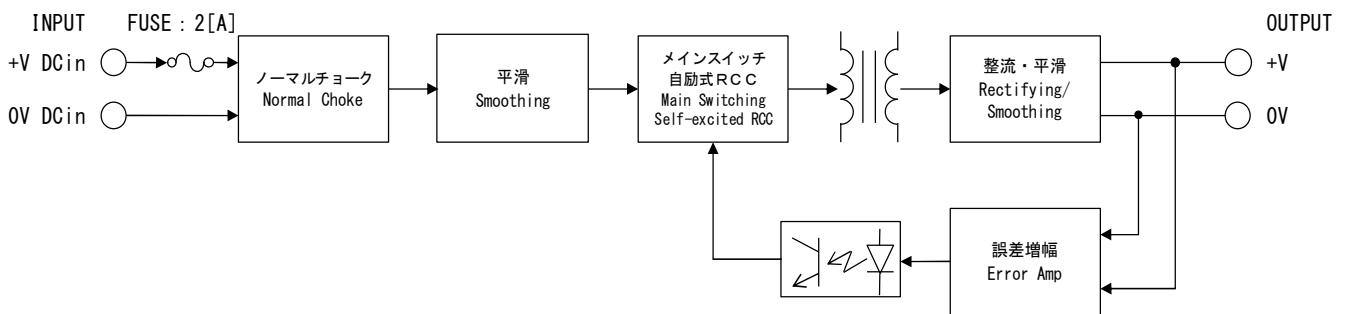 INPUT
FUSE : 2[A]
OUTPUT
+V DCin
0V DCin
ノーマルチョーク
Normal Choke
平滑
Smoothing
メインスイッチ
自励式RCC
Main Switching
Self-excited RCC
整流・平滑
Rectifying/
Smoothing
+V
0V
誤差増幅
Error Amp